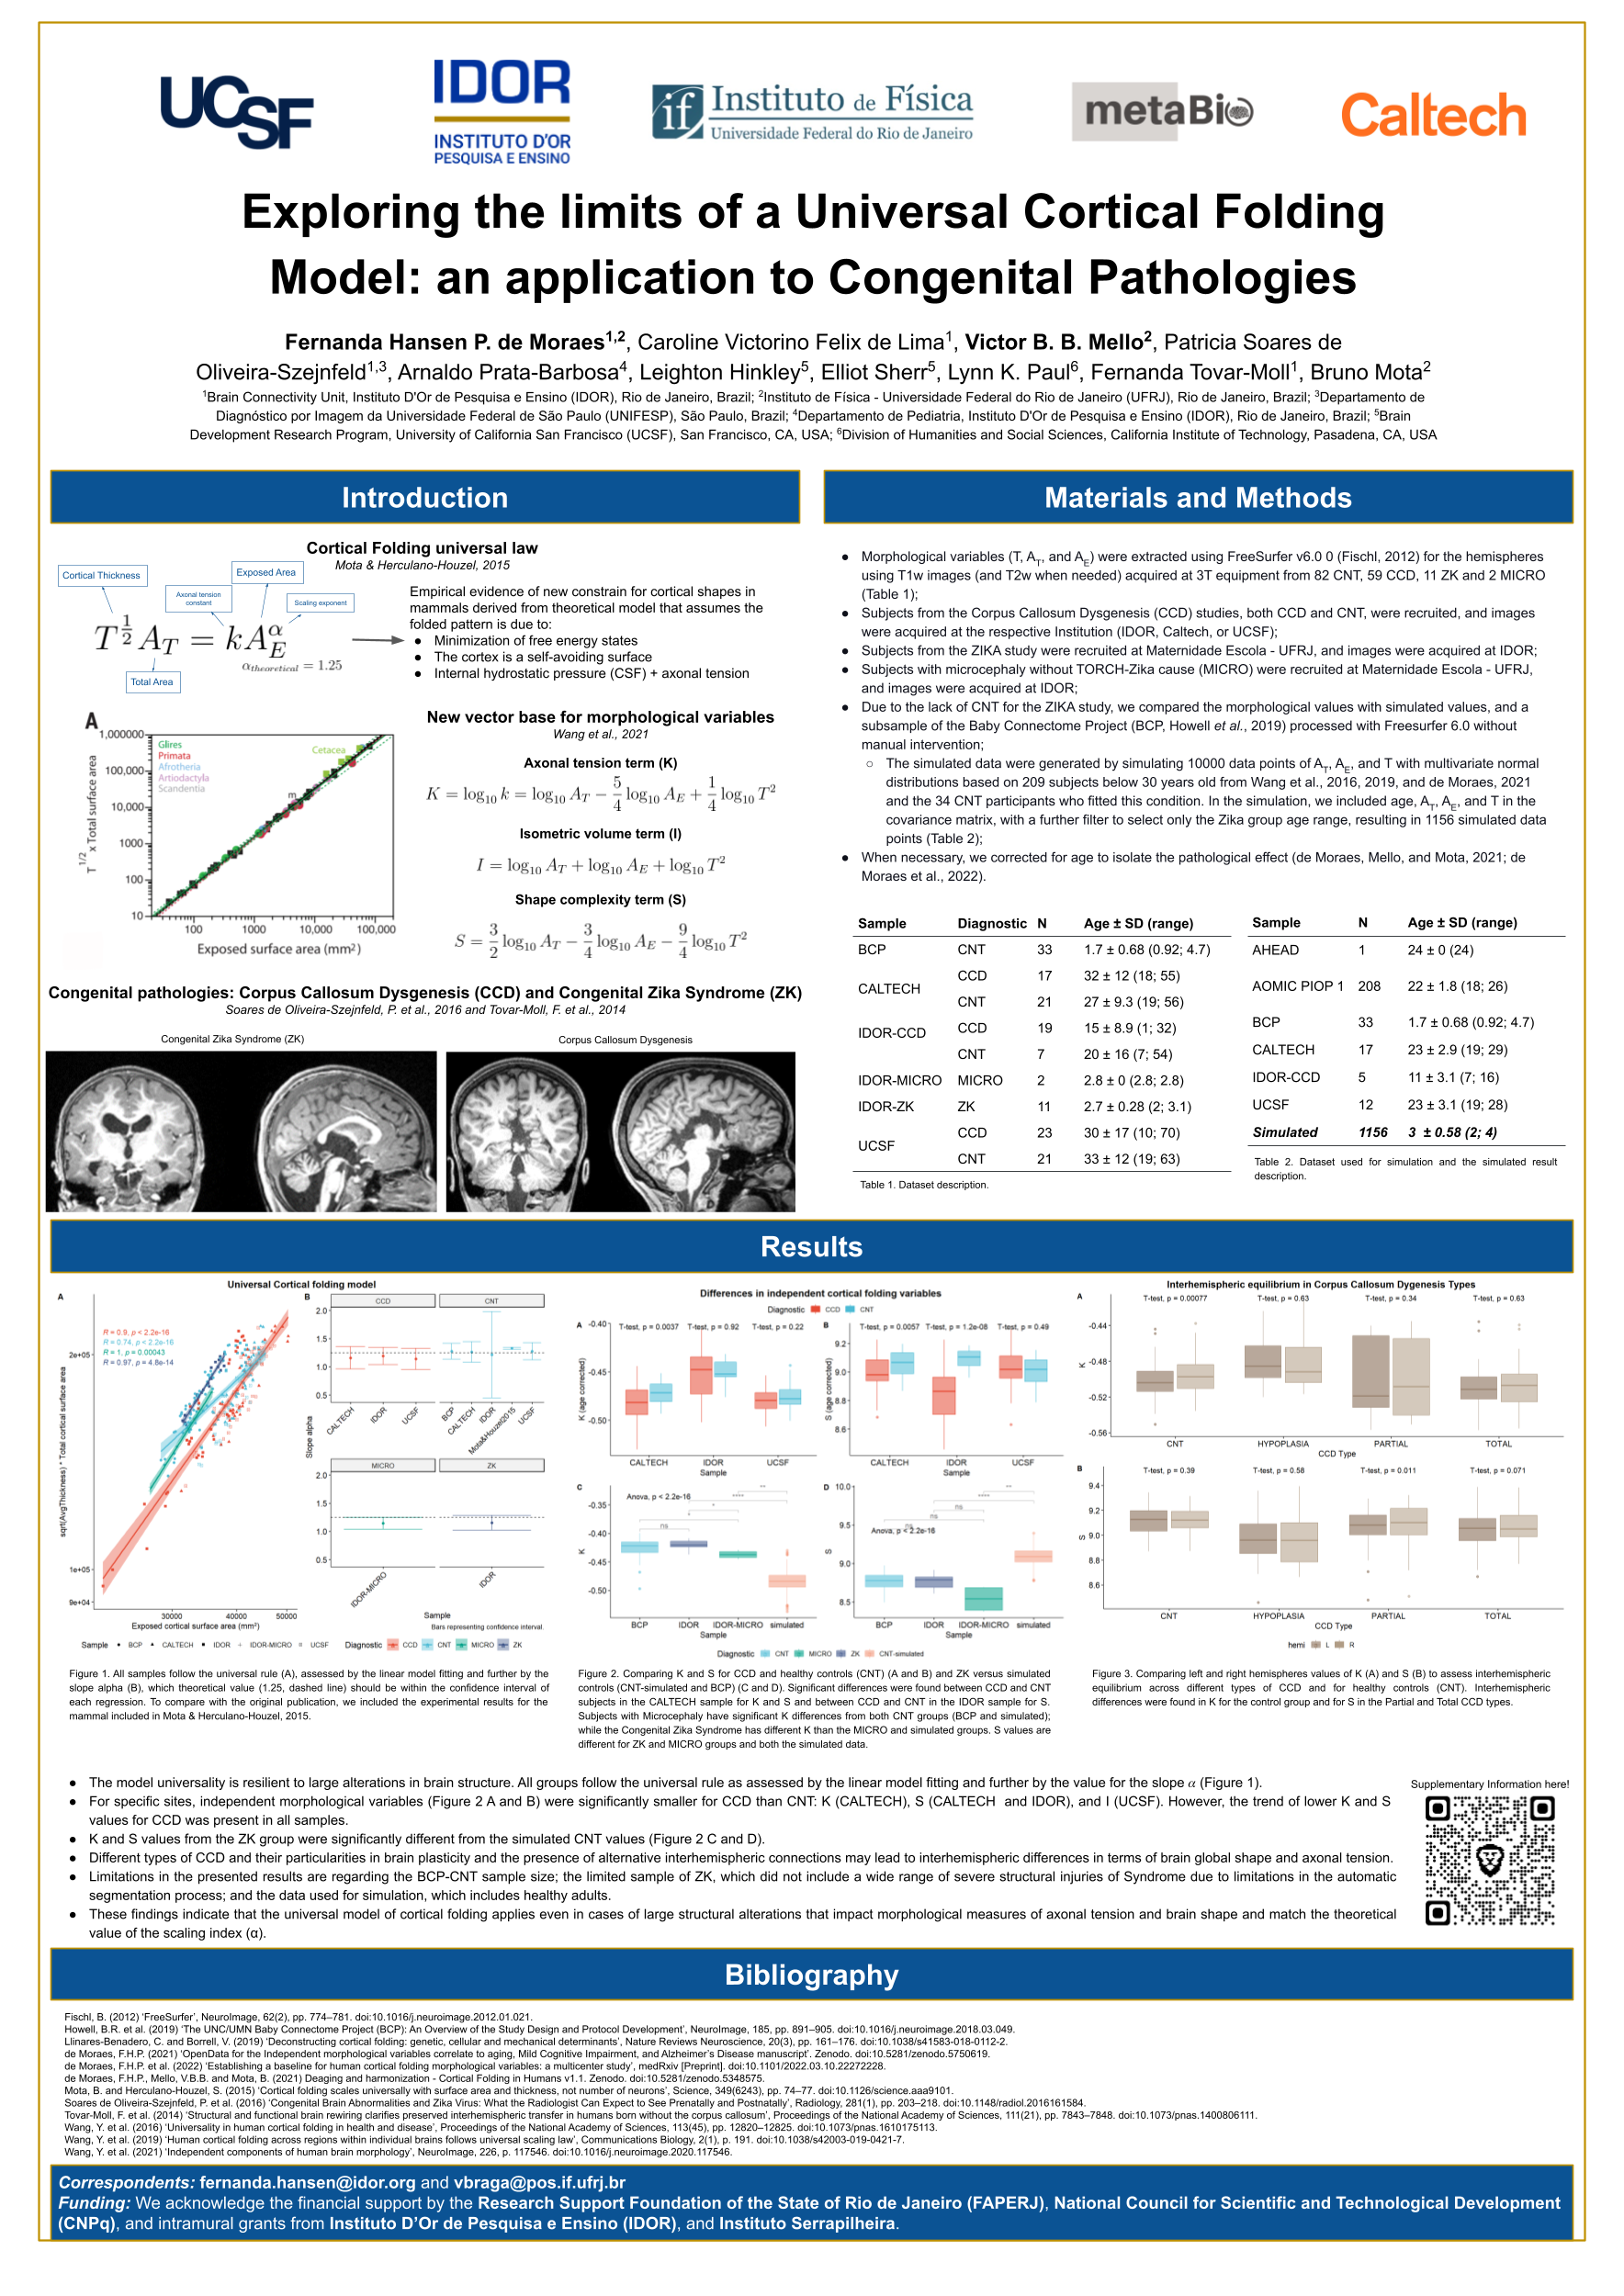 UCSF
IDOR
INSTITUTO D'OR
PESQUISA E ENSINO
if Instituto de Física
Universidade Federal do Rio de Janeiro
metaBio
Caltech
Exploring the limits of a Universal Cortical Folding
Model: an application to Congenital Pathologies
Fernanda Hansen P. de Moraes1,2, Caroline Victorino Felix de Lima1, Victor B. B. Mello2, Patricia Soares de
Oliveira-Szejnfeld1,3, Arnaldo Prata-Barbosa4, Leighton Hinkley5, Elliot Sherr5, Lynn K. Paul6, Fernanda Tovar-Moll1, Bruno Mota2
1Brain Connectivity Unit, Instituto D'Or de Pesquisa e Ensino (IDOR), Rio de Janeiro, Brazil; 2Instituto de Física - Universidade Federal do Rio de Janeiro (UFRJ), Rio de Janeiro, Brazil; 3Departamento de
Diagnóstico por Imagem da Universidade Federal de São Paulo (UNIFESP), São Paulo, Brazil; 4Departamento de Pediatria, Instituto D'Or de Pesquisa e Ensino (IDOR), Rio de Janeiro, Brazil; 5Brain
Development Research Program, University of California San Francisco (UCSF), San Francisco, CA, USA; 6Division of Humanities and Social Sciences, California Institute of Technology, Pasadena, CA, USA
Introduction
Cortical Folding universal law
Mota & Herculano-Houzel, 2015
Cortical Thickness
Exposed Area
Axonal tension constant
Scaling exponent
T^1/2 A_T = k A_E^α
α_theoretical = 1.25
Total Area
Empirical evidence of new constrain for cortical shapes in
mammals derived from theoretical model that assumes the
folded pattern is due to:
● Minimization of free energy states
● The cortex is a self-avoiding surface
● Internal hydrostatic pressure (CSF) + axonal tension
A
T^1/2 x Total surface area
1,000000
100,000
10,000
1000
100
10
Glires
Primata
Afrotheria
Artiodactyla
Scandentia
Cetacea
m
100 1000 10,000 100,000
Exposed surface area (mm²)
New vector base for morphological variables
Wang et al., 2021
Axonal tension term (K)
K = log10 k = log10 A_T − 5/4 log10 A_E + 1/4 log10 T²
Isometric volume term (I)
I = log10 A_T + log10 A_E + log10 T²
Shape complexity term (S)
S = 3/2 log10 A_T − 3/4 log10 A_E − 9/4 log10 T²
Congenital pathologies: Corpus Callosum Dysgenesis (CCD) and Congenital Zika Syndrome (ZK)
Soares de Oliveira-Szejnfeld, P. et al., 2016 and Tovar-Moll, F. et al., 2014
Congenital Zika Syndrome (ZK)
Corpus Callosum Dysgenesis
Materials and Methods
● Morphological variables (T, A_T, and A_E) were extracted using FreeSurfer v6.0 0 (Fischl, 2012) for the hemispheres
using T1w images (and T2w when needed) acquired at 3T equipment from 82 CNT, 59 CCD, 11 ZK and 2 MICRO
(Table 1);
● Subjects from the Corpus Callosum Dysgenesis (CCD) studies, both CCD and CNT, were recruited, and images
were acquired at the respective Institution (IDOR, Caltech, or UCSF);
● Subjects from the ZIKA study were recruited at Maternidade Escola - UFRJ, and images were acquired at IDOR;
● Subjects with microcephaly without TORCH-Zika cause (MICRO) were recruited at Maternidade Escola - UFRJ,
and images were acquired at IDOR;
● Due to the lack of CNT for the ZIKA study, we compared the morphological values with simulated values, and a
subsample of the Baby Connectome Project (BCP, Howell et al., 2019) processed with Freesurfer 6.0 without
manual intervention;
○ The simulated data were generated by simulating 10000 data points of A_T, A_E, and T with multivariate normal
distributions based on 209 subjects below 30 years old from Wang et al., 2016, 2019, and de Moraes, 2021
and the 34 CNT participants who fitted this condition. In the simulation, we included age, A_T, A_E, and T in the
covariance matrix, with a further filter to select only the Zika group age range, resulting in 1156 simulated data
points (Table 2);
● When necessary, we corrected for age to isolate the pathological effect (de Moraes, Mello, and Mota, 2021; de
Moraes et al., 2022).
Sample Diagnostic N Age ± SD (range)
BCP CNT 33 1.7 ± 0.68 (0.92; 4.7)
CALTECH CCD 17 32 ± 12 (18; 55)
CNT 21 27 ± 9.3 (19; 56)
IDOR-CCD CCD 19 15 ± 8.9 (1; 32)
CNT 7 20 ± 16 (7; 54)
IDOR-MICRO MICRO 2 2.8 ± 0 (2.8; 2.8)
IDOR-ZK ZK 11 2.7 ± 0.28 (2; 3.1)
UCSF CCD 23 30 ± 17 (10; 70)
CNT 21 33 ± 12 (19; 63)
Table 1. Dataset description.
Sample N Age ± SD (range)
AHEAD 1 24 ± 0 (24)
AOMIC PIOP 1 208 22 ± 1.8 (18; 26)
BCP 33 1.7 ± 0.68 (0.92; 4.7)
CALTECH 17 23 ± 2.9 (19; 29)
IDOR-CCD 5 11 ± 3.1 (7; 16)
UCSF 12 23 ± 3.1 (19; 28)
Simulated 1156 3 ± 0.58 (2; 4)
Table 2. Dataset used for simulation and the simulated result
description.
Results
Universal Cortical folding model
A
R = 0.9, p < 2.2e-16
R = 0.74, p < 2.2e-16
R = 1, p = 0.00043
R = 0.97, p = 4.8e-14
sqrt(AvgThickness) * Total cortical surface area
2e+05
1e+05
9e+04
30000 40000 50000
Exposed cortical surface area (mm²)
B
Slope alpha
CCD CNT
2.0
1.5
1.0
0.5
CALTECH IDOR UCSF
BCP CALTECH IDOR Mota&Houzel2015 UCSF
MICRO ZK
2.0
1.5
1.0
0.5
IDOR-MICRO IDOR
Sample
Bars representing confidence interval.
Sample BCP CALTECH IDOR IDOR-MICRO UCSF Diagnostic CCD CNT MICRO ZK
Figure 1. All samples follow the universal rule (A), assessed by the linear model fitting and further by the
slope alpha (B), which theoretical value (1.25, dashed line) should be within the confidence interval of
each regression. To compare with the original publication, we included the experimental results for the
mammal included in Mota & Herculano-Houzel, 2015.
Differences in independent cortical folding variables
Diagnostic CCD CNT
A
T-test, p = 0.0037 T-test, p = 0.92 T-test, p = 0.22
K (age corrected)
-0.40
-0.45
-0.50
CALTECH IDOR UCSF
Sample
B
T-test, p = 0.0057 T-test, p = 1.2e-08 T-test, p = 0.49
S (age corrected)
9.2
9.0
8.8
8.6
CALTECH IDOR UCSF
Sample
C
Anova, p < 2.2e-16
ns * * **** **
K
-0.35
-0.40
-0.45
-0.50
BCP IDOR IDOR-MICRO simulated
Sample
D
Anova, p < 2.2e-16
ns ns ns **** **
S
10.0
9.5
9.0
8.5
BCP IDOR IDOR-MICRO simulated
Sample
Diagnostic CNT MICRO ZK CNT-simulated
Figure 2. Comparing K and S for CCD and healthy controls (CNT) (A and B) and ZK versus simulated
controls (CNT-simulated and BCP) (C and D). Significant differences were found between CCD and CNT
subjects in the CALTECH sample for K and S and between CCD and CNT in the IDOR sample for S.
Subjects with Microcephaly have significant K differences from both CNT groups (BCP and simulated);
while the Congenital Zika Syndrome has different K than the MICRO and simulated groups. S values are
different for ZK and MICRO groups and both the simulated data.
Interhemispheric equilibrium in Corpus Callosum Dygenesis Types
A
T-test, p = 0.00077 T-test, p = 0.63 T-test, p = 0.34 T-test, p = 0.63
K
-0.44
-0.48
-0.52
-0.56
CNT HYPOPLASIA PARTIAL TOTAL
CCD Type
B
T-test, p = 0.39 T-test, p = 0.58 T-test, p = 0.011 T-test, p = 0.071
S
9.4
9.2
9.0
8.8
8.6
CNT HYPOPLASIA PARTIAL TOTAL
CCD Type
hemi L R
Figure 3. Comparing left and right hemispheres values of K (A) and S (B) to assess interhemispheric
equilibrium across different types of CCD and for healthy controls (CNT). Interhemispheric
differences were found in K for the control group and for S in the Partial and Total CCD types.
● The model universality is resilient to large alterations in brain structure. All groups follow the universal rule as assessed by the linear model fitting and further by the value for the slope α (Figure 1).
● For specific sites, independent morphological variables (Figure 2 A and B) were significantly smaller for CCD than CNT: K (CALTECH), S (CALTECH and IDOR), and I (UCSF). However, the trend of lower K and S
values for CCD was present in all samples.
● K and S values from the ZK group were significantly different from the simulated CNT values (Figure 2 C and D).
● Different types of CCD and their particularities in brain plasticity and the presence of alternative interhemispheric connections may lead to interhemispheric differences in terms of brain global shape and axonal tension.
● Limitations in the presented results are regarding the BCP-CNT sample size; the limited sample of ZK, which did not include a wide range of severe structural injuries of Syndrome due to limitations in the automatic
segmentation process; and the data used for simulation, which includes healthy adults.
● These findings indicate that the universal model of cortical folding applies even in cases of large structural alterations that impact morphological measures of axonal tension and brain shape and match the theoretical
value of the scaling index (α).
Supplementary Information here!
Bibliography
Fischl, B. (2012) ‘FreeSurfer’, NeuroImage, 62(2), pp. 774–781. doi:10.1016/j.neuroimage.2012.01.021.
Howell, B.R. et al. (2019) ‘The UNC/UMN Baby Connectome Project (BCP): An Overview of the Study Design and Protocol Development’, NeuroImage, 185, pp. 891–905. doi:10.1016/j.neuroimage.2018.03.049.
Llinares-Benadero, C. and Borrell, V. (2019) ‘Deconstructing cortical folding: genetic, cellular and mechanical determinants’, Nature Reviews Neuroscience, 20(3), pp. 161–176. doi:10.1038/s41583-018-0112-2.
de Moraes, F.H.P. (2021) ‘OpenData for the Independent morphological variables correlate to aging, Mild Cognitive Impairment, and Alzheimer’s Disease manuscript’. Zenodo. doi:10.5281/zenodo.5750619.
de Moraes, F.H.P. et al. (2022) ‘Establishing a baseline for human cortical folding morphological variables: a multicenter study’, medRxiv [Preprint]. doi:10.1101/2022.03.10.22272228.
de Moraes, F.H.P., Mello, V.B.B. and Mota, B. (2021) Deaging and harmonization - Cortical Folding in Humans v1.1. Zenodo. doi:10.5281/zenodo.5348575.
Mota, B. and Herculano-Houzel, S. (2015) ‘Cortical folding scales universally with surface area and thickness, not number of neurons’, Science, 349(6243), pp. 74–77. doi:10.1126/science.aaa9101.
Soares de Oliveira-Szejnfeld, P. et al. (2016) ‘Congenital Brain Abnormalities and Zika Virus: What the Radiologist Can Expect to See Prenatally and Postnatally’, Radiology, 281(1), pp. 203–218. doi:10.1148/radiol.2016161584.
Tovar-Moll, F. et al. (2014) ‘Structural and functional brain rewiring clarifies preserved interhemispheric transfer in humans born without the corpus callosum’, Proceedings of the National Academy of Sciences, 111(21), pp. 7843–7848. doi:10.1073/pnas.1400806111.
Wang, Y. et al. (2016) ‘Universality in human cortical folding in health and disease’, Proceedings of the National Academy of Sciences, 113(45), pp. 12820–12825. doi:10.1073/pnas.1610175113.
Wang, Y. et al. (2019) ‘Human cortical folding across regions within individual brains follows universal scaling law’, Communications Biology, 2(1), p. 191. doi:10.1038/s42003-019-0421-7.
Wang, Y. et al. (2021) ‘Independent components of human brain morphology’, NeuroImage, 226, p. 117546. doi:10.1016/j.neuroimage.2020.117546.
Correspondents: fernanda.hansen@idor.org and vbraga@pos.if.ufrj.br
Funding: We acknowledge the financial support by the Research Support Foundation of the State of Rio de Janeiro (FAPERJ), National Council for Scientific and Technological Development
(CNPq), and intramural grants from Instituto D’Or de Pesquisa e Ensino (IDOR), and Instituto Serrapilheira.